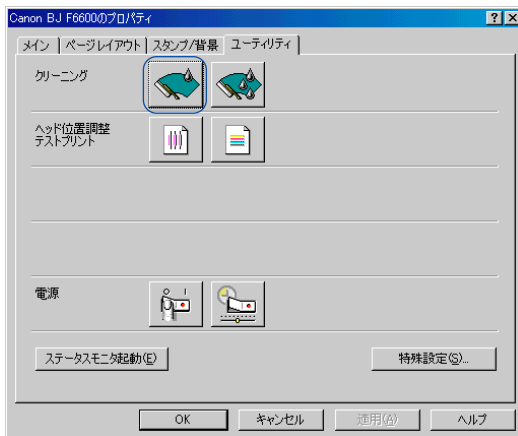 Canon BJ F6600のプロパティ
メイン ページレイアウト スタンプ/背景 ユーティリティ
クリーニング
ヘッド位置調整
テストプリント
電源
ステータスモニタ起動(E) 特殊設定(S)...
OK キャンセル 適用(A) ヘルプ